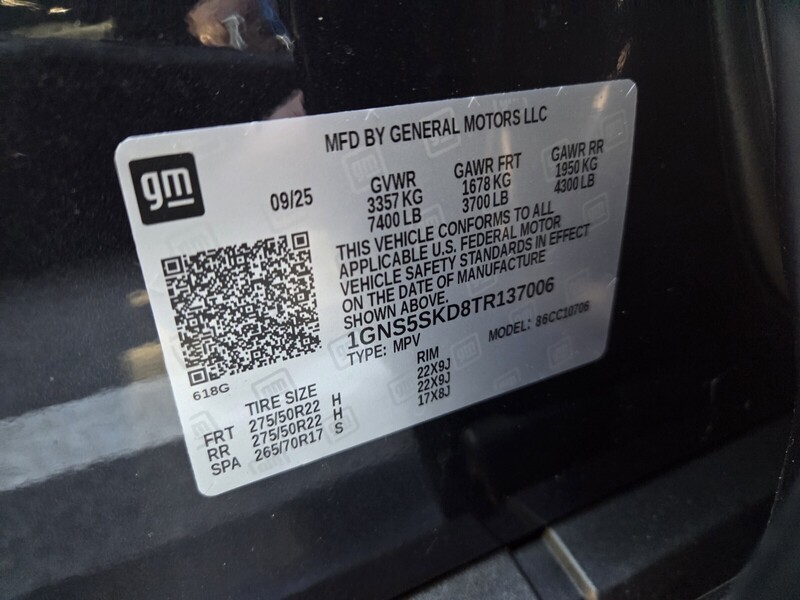 MFD BY GENERAL MOTORS LLC
gm
09/25
GVWR GAWR FRT GAWR RR
3357 KG 1678 KG 1950 KG
7400 LB 3700 LB 4300 LB
THIS VEHICLE CONFORMS TO ALL
APPLICABLE U.S. FEDERAL MOTOR
VEHICLE SAFETY STANDARDS IN EFFECT
ON THE DATE OF MANUFACTURE
SHOWN ABOVE.
1GNS5SKD8TR137006
TYPE: MPV MODEL: 86CC10706
618G
TIRE SIZE RIM
FRT 275/50R22 H 22X9J
RR 275/50R22 H 22X9J
SPA 265/70R17 S 17X8J